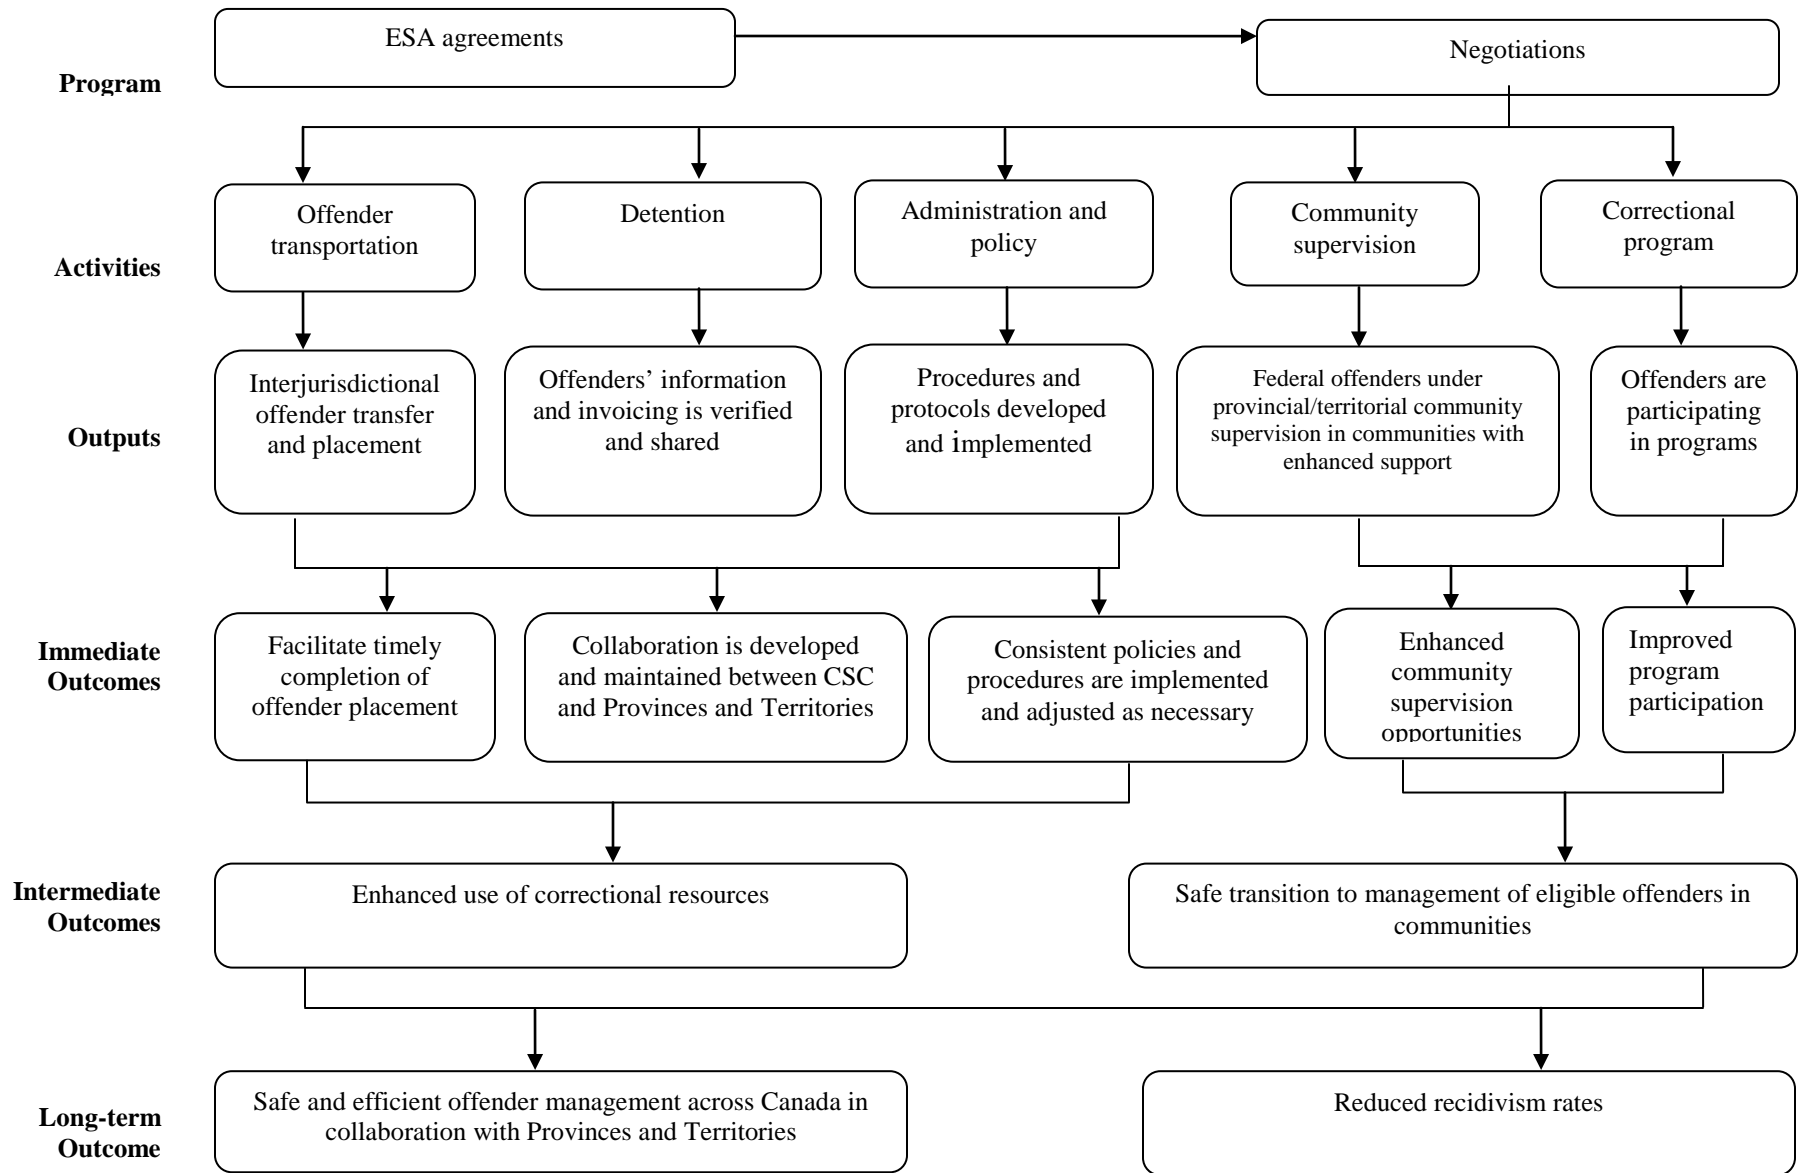 ESA agreements
Negotiations
Program
Offender
transportation
Detention
Administration and
policy
Community
supervision
Correctional
program
Activities
Interjurisdictional
offender transfer
and placement
Offenders’ information
and invoicing is verified
and shared
Procedures and
protocols developed
and implemented
Federal offenders under
provincial/territorial community
supervision in communities with
enhanced support
Offenders are
participating
in programs
Outputs
Immediate
Outcomes
Facilitate timely
completion of
offender placement
Collaboration is developed
and maintained between CSC
and Provinces and Territories
Consistent policies and
procedures are implemented
and adjusted as necessary
Enhanced
community
supervision
opportunities
Improved
program
participation
Intermediate
Outcomes
Enhanced use of correctional resources
Safe transition to management of eligible offenders in
communities
Long-term
Outcome
Safe and efficient offender management across Canada in
collaboration with Provinces and Territories
Reduced recidivism rates